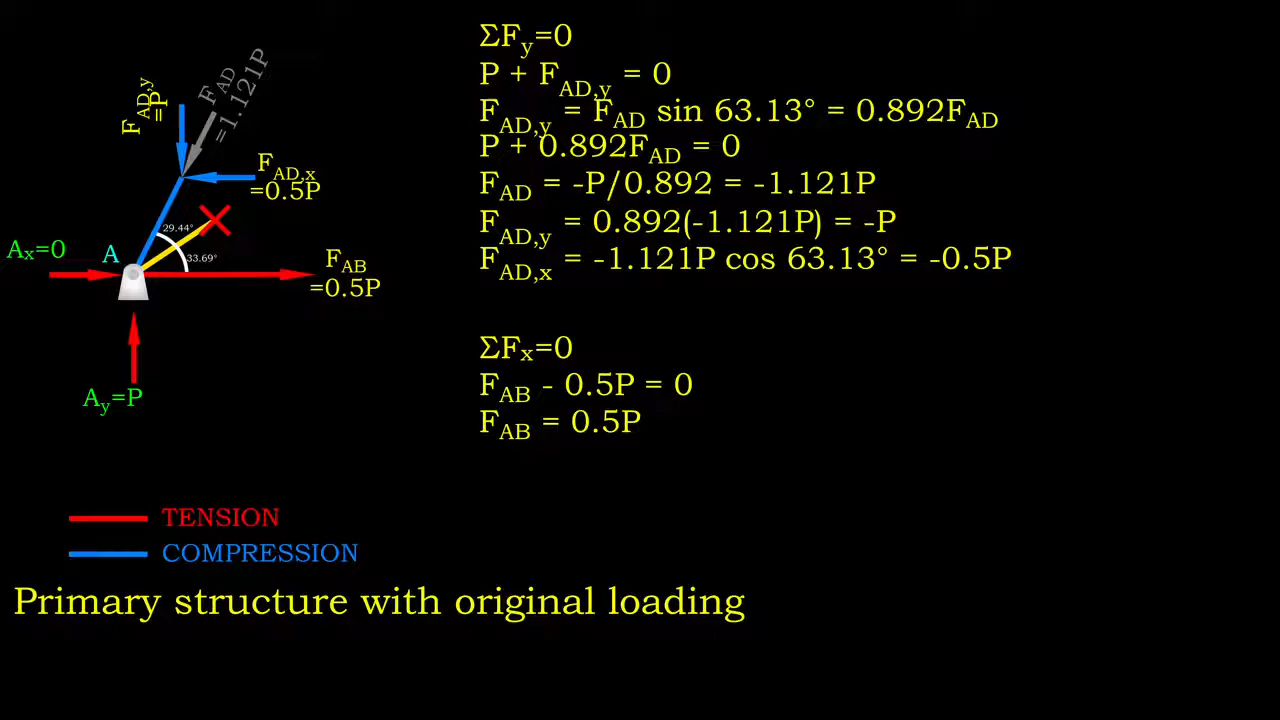 ΣFy=0
P + FAD,y = 0
FAD,y = FAD sin 63.13° = 0.892FAD
P + 0.892FAD = 0
FAD = -P/0.892 = -1.121P
FAD,y = 0.892(-1.121P) = -P
FAD,x = -1.121P cos 63.13° = -0.5P
ΣFx=0
FAB - 0.5P = 0
FAB = 0.5P
FAD,y
=P
FAD
=1.121P
FAD,x
=0.5P
29.44°
33.69°
Ax=0
A
FAB
=0.5P
Ay=P
TENSION
COMPRESSION
Primary structure with original loading